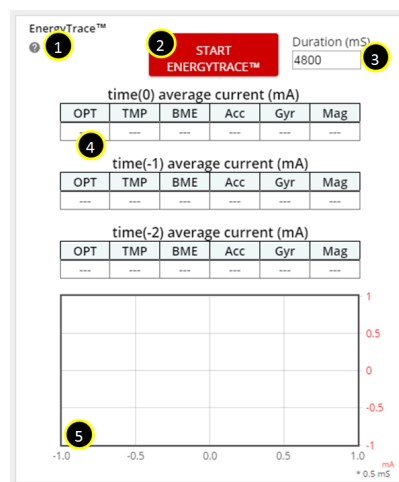 EnergyTrace™
1
2
START
ENERGYTRACE™
Duration (mS)
4800
3
time(0) average current (mA)
OPT TMP BME Acc Gyr Mag
--- --- --- --- --- ---
4
time(-1) average current (mA)
OPT TMP BME Acc Gyr Mag
--- --- --- --- --- ---
time(-2) average current (mA)
OPT TMP BME Acc Gyr Mag
--- --- --- --- --- ---
1
0.5
0
-0.5
-1
5
-1.0 -0.5 0.0 0.5 1.0
mA
* 0.5 mS